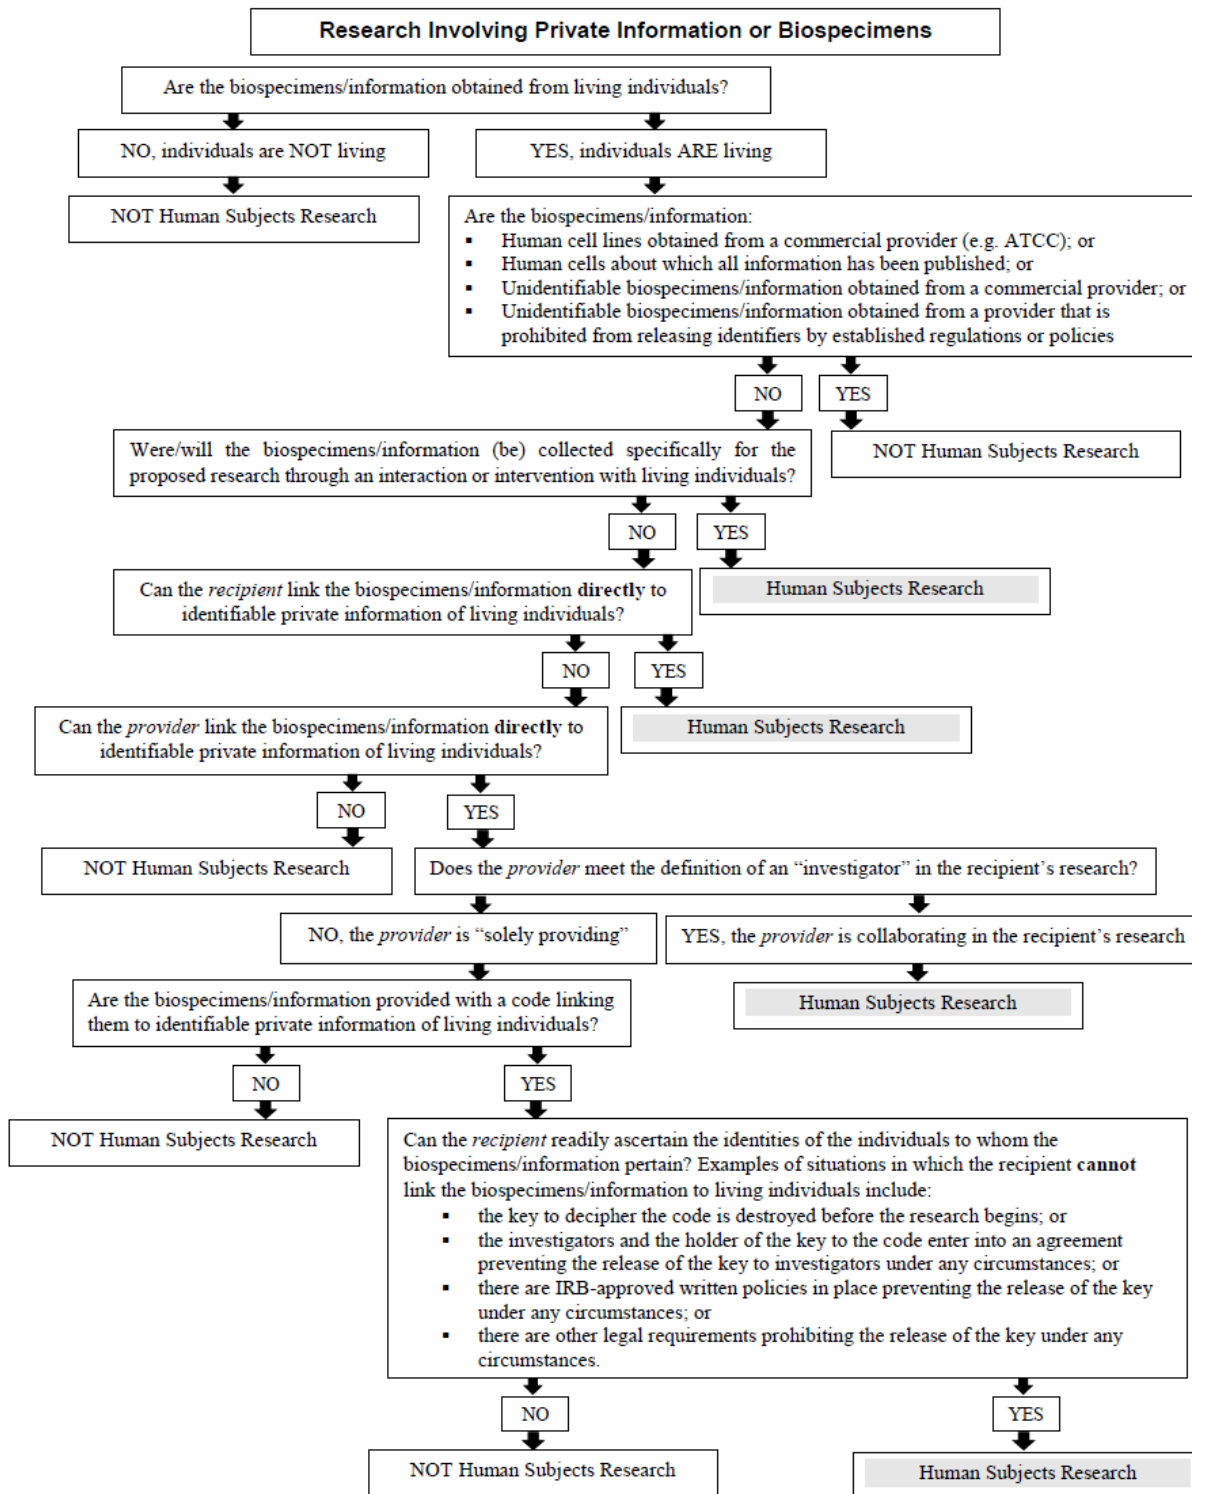 Research Involving Private Information or Biospecimens
Are the biospecimens/information obtained from living individuals?
NO, individuals are NOT living
YES, individuals ARE living
NOT Human Subjects Research
Are the biospecimens/information:
▪ Human cell lines obtained from a commercial provider (e.g. ATCC); or
▪ Human cells about which all information has been published; or
▪ Unidentifiable biospecimens/information obtained from a commercial provider; or
▪ Unidentifiable biospecimens/information obtained from a provider that is
prohibited from releasing identifiers by established regulations or policies
NO
YES
Were/will the biospecimens/information (be) collected specifically for the
proposed research through an interaction or intervention with living individuals?
NOT Human Subjects Research
NO
YES
Can the recipient link the biospecimens/information directly to
identifiable private information of living individuals?
Human Subjects Research
NO
YES
Can the provider link the biospecimens/information directly to
identifiable private information of living individuals?
Human Subjects Research
NO
YES
NOT Human Subjects Research
Does the provider meet the definition of an “investigator” in the recipient’s research?
NO, the provider is “solely providing”
YES, the provider is collaborating in the recipient’s research
Are the biospecimens/information provided with a code linking
them to identifiable private information of living individuals?
Human Subjects Research
NO
YES
NOT Human Subjects Research
Can the recipient readily ascertain the identities of the individuals to whom the
biospecimens/information pertain? Examples of situations in which the recipient cannot
link the biospecimens/information to living individuals include:
▪ the key to decipher the code is destroyed before the research begins; or
▪ the investigators and the holder of the key to the code enter into an agreement
preventing the release of the key to investigators under any circumstances; or
▪ there are IRB-approved written policies in place preventing the release of the key
under any circumstances; or
▪ there are other legal requirements prohibiting the release of the key under any
circumstances.
NO
YES
NOT Human Subjects Research
Human Subjects Research